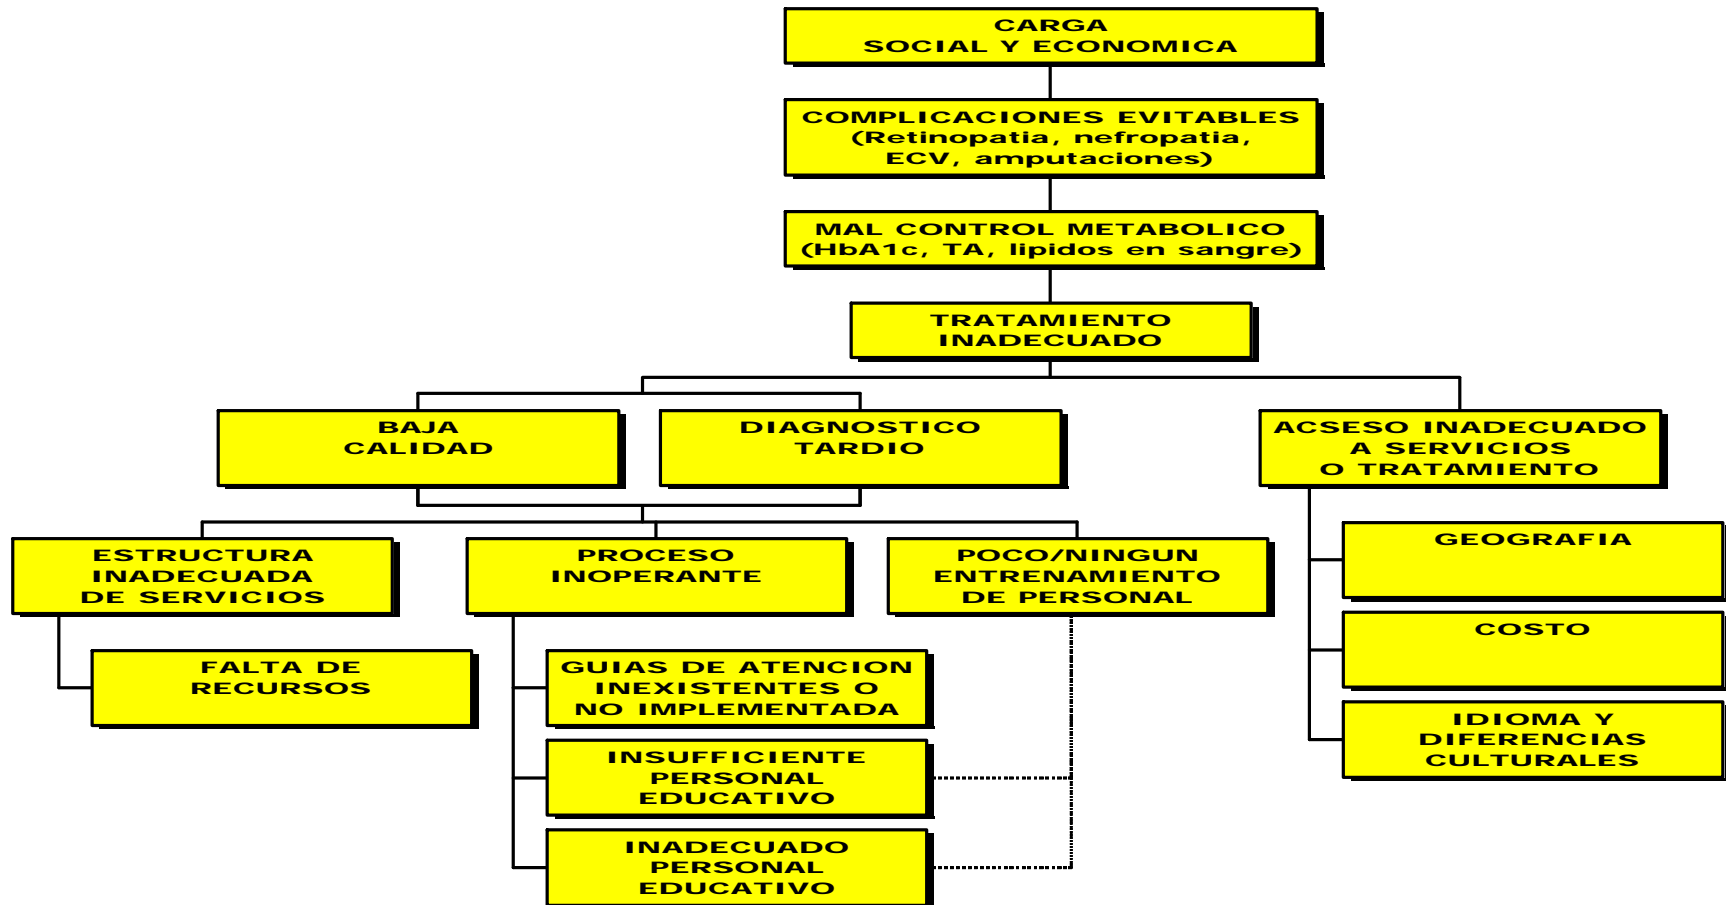 CARGA
SOCIAL Y ECONOMICA
COMPLICACIONES EVITABLES
(Retinopatia, nefropatia,
ECV, amputaciones)
MAL CONTROL METABOLICO
(HbA1c, TA, lipidos en sangre)
TRATAMIENTO
INADECUADO
BAJA
CALIDAD
DIAGNOSTICO
TARDIO
ACSESO INADECUADO
A SERVICIOS
O TRATAMIENTO
ESTRUCTURA
INADECUADA
DE SERVICIOS
PROCESO
INOPERANTE
POCO/NINGUN
ENTRENAMIENTO
DE PERSONAL
GEOGRAFIA
COSTO
IDIOMA Y
DIFERENCIAS
CULTURALES
FALTA DE
RECURSOS
GUIAS DE ATENCION
INEXISTENTES O
NO IMPLEMENTADA
INSUFFICIENTE
PERSONAL
EDUCATIVO
INADECUADO
PERSONAL
EDUCATIVO